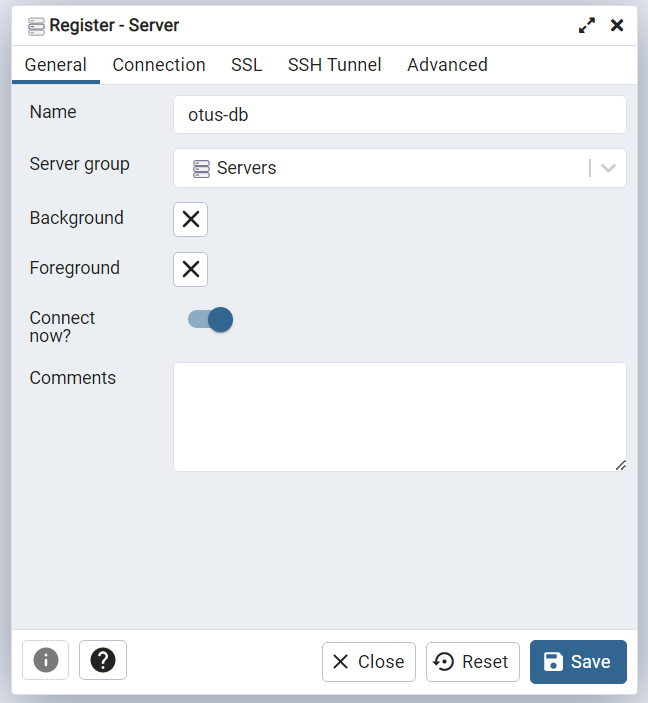 Register - Server
General Connection SSL SSH Tunnel Advanced
Name otus-db
Server group Servers
Background
Foreground
Connect
now?
Comments
Close Reset Save